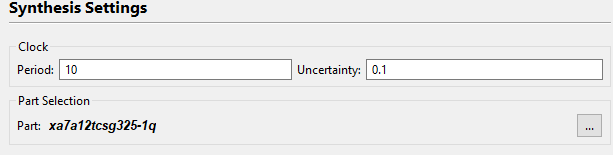 Synthesis Settings
Clock
Period: 10 Uncertainty: 0.1
Part Selection
Part: xa7a12tcsg325-1q ...